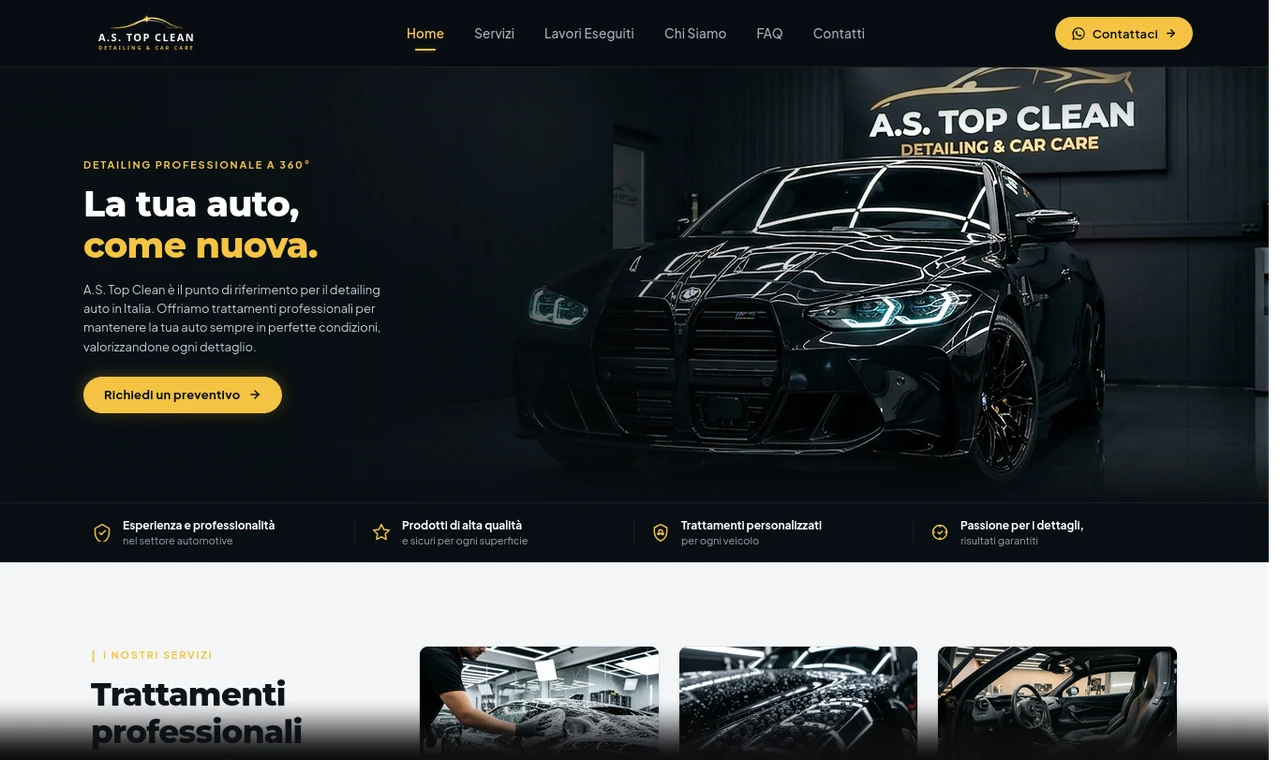 A.S. TOP CLEAN
DETAILING & CAR CARE
Home
Servizi
Lavori Eseguiti
Chi Siamo
FAQ
Contatti
Contattaci
A.S. TOP CLEAN
DETAILING & CAR CARE
DETAILING PROFESSIONALE A 360°
La tua auto,
come nuova.
A.S. Top Clean è il punto di riferimento per il detailing
auto in Italia. Offriamo trattamenti professionali per
mantenere la tua auto sempre in perfette condizioni,
valorizzandone ogni dettaglio.
Richiedi un preventivo
Esperienza e professionalità
nel settore automotive
Prodotti di alta qualità
e sicuri per ogni superficie
Trattamenti personalizzati
per ogni veicolo
Passione per i dettagli,
risultati garantiti
I NOSTRI SERVIZI
Trattamenti
professionali